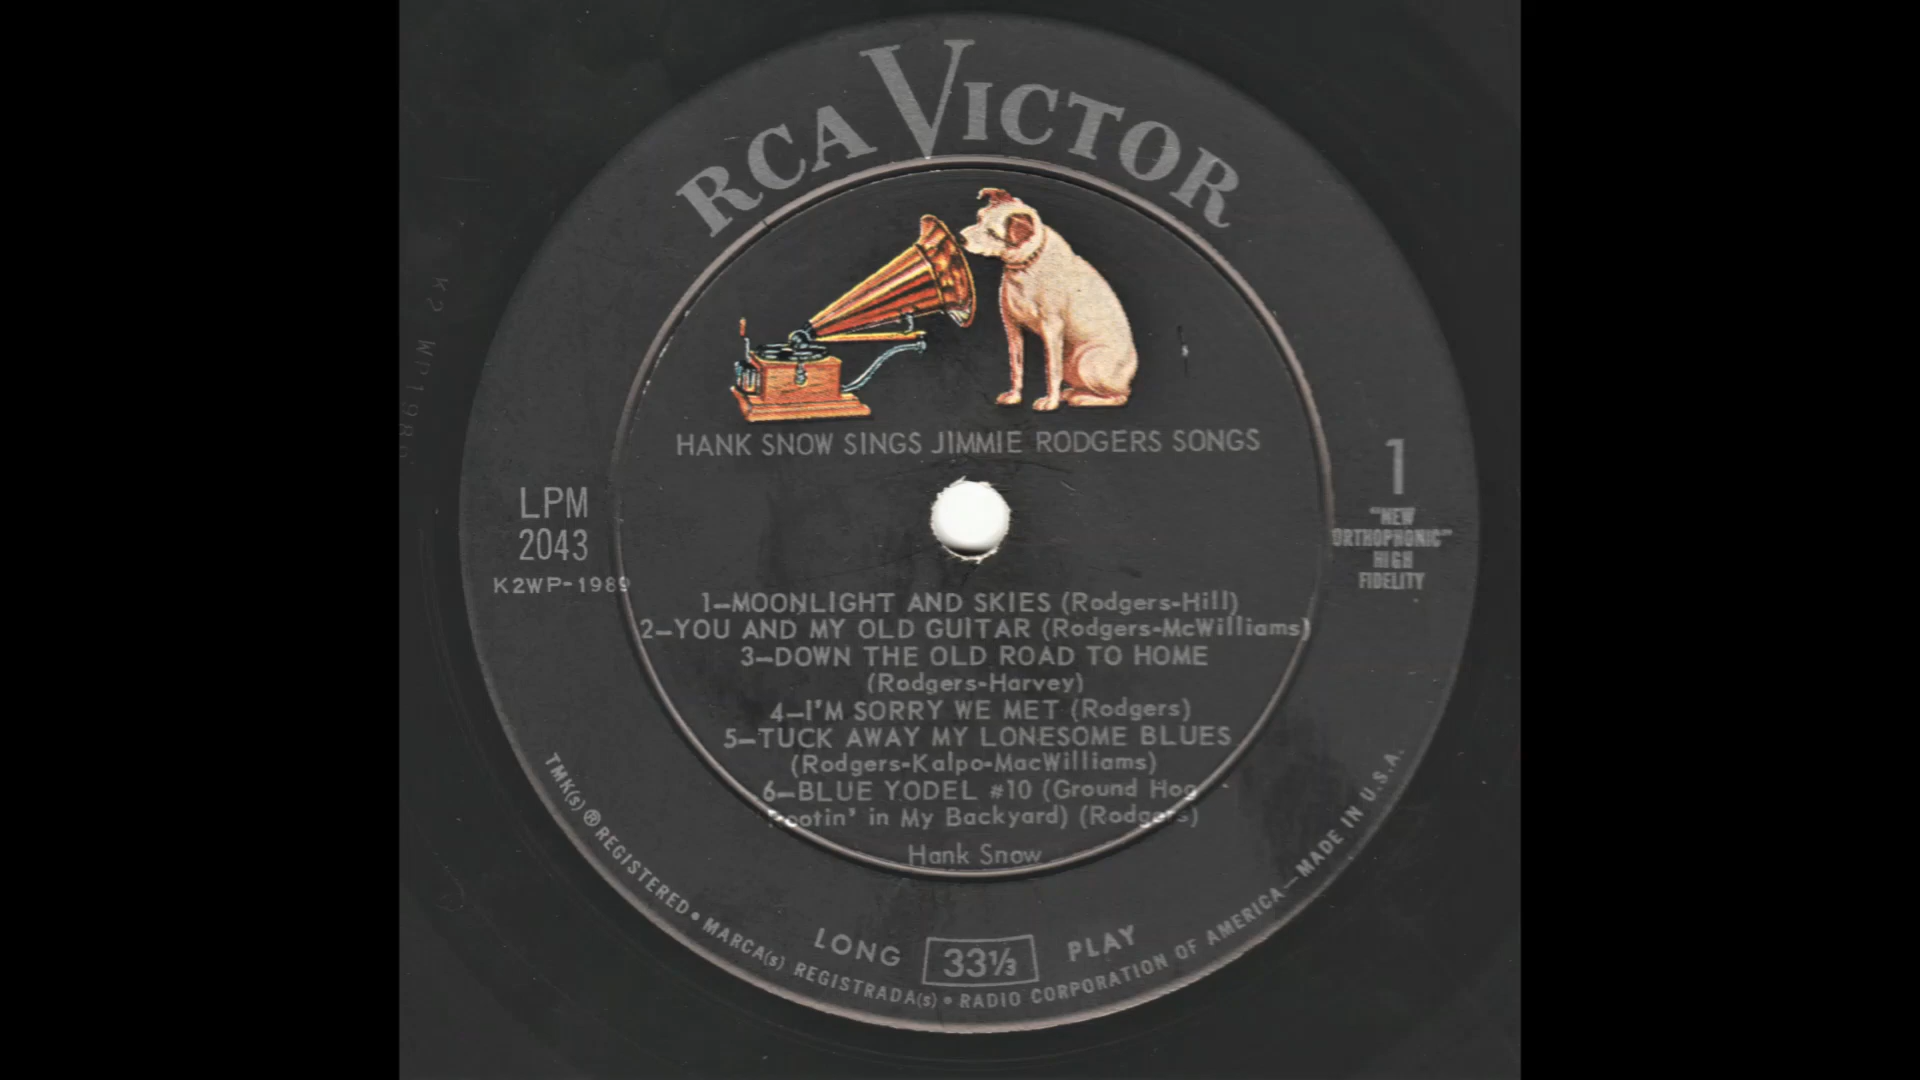 RCA VICTOR
HANK SNOW SINGS JIMMIE RODGERS SONGS
LPM
2043
K2WP-1989
1
"NEW
ORTHOPHONIC"
HIGH
FIDELITY
1–MOONLIGHT AND SKIES (Rodgers-Hill)
2–YOU AND MY OLD GUITAR (Rodgers-McWilliams)
3–DOWN THE OLD ROAD TO HOME
(Rodgers-Harvey)
4–I'M SORRY WE MET (Rodgers)
5–TUCK AWAY MY LONESOME BLUES
(Rodgers-Kalpo-MacWilliams)
6–BLUE YODEL #10 (Ground Hog
Rootin' in My Backyard) (Rodgers)
Hank Snow
LONG 33⅓ PLAY
TMK(s) ® REGISTERED • MARCA(s) REGISTRADA(s) • RADIO CORPORATION OF AMERICA — MADE IN U.S.A.